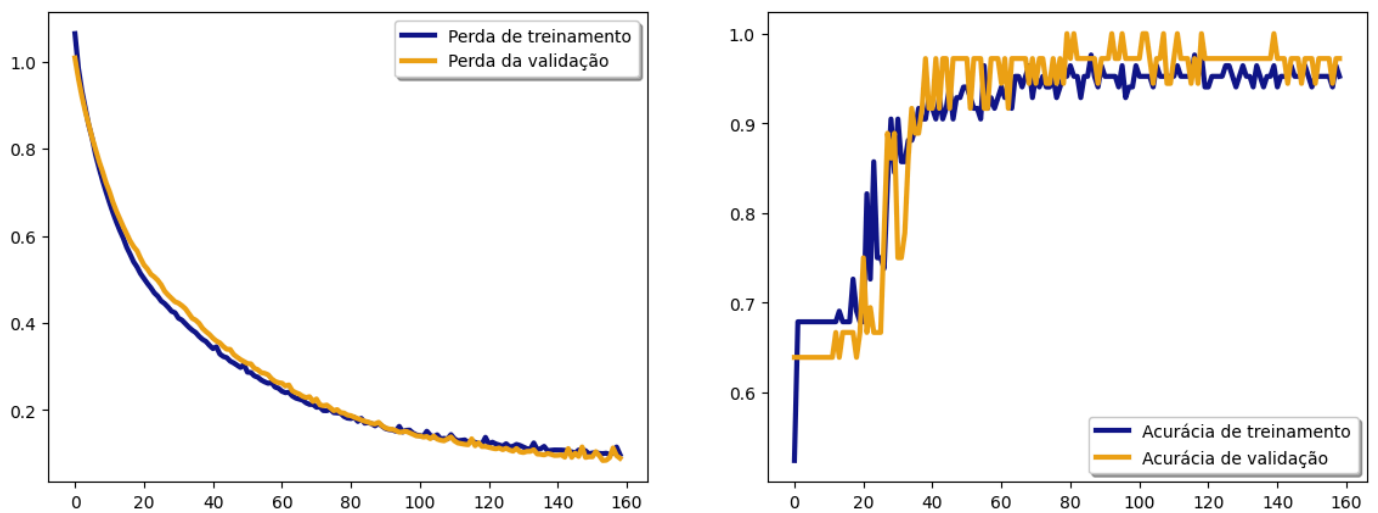 Perda de treinamento
Perda da validação
1.0
0.8
0.6
0.4
0.2
0 20 40 60 80 100 120 140 160
1.0
0.9
0.8
0.7
0.6
Acurácia de treinamento
Acurácia de validação
0 20 40 60 80 100 120 140 160